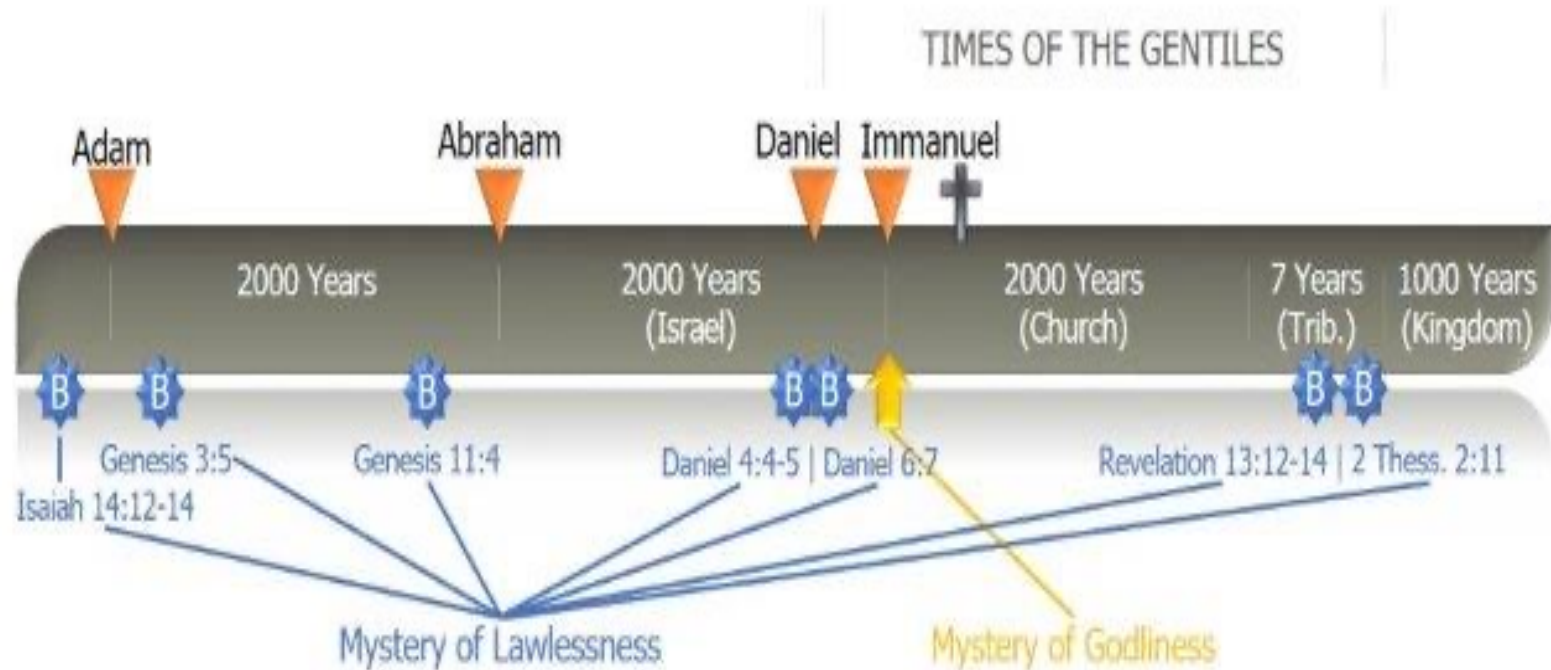 TIMES OF THE GENTILES
Adam
Abraham
Daniel
Immanuel
2000 Years
2000 Years
(Israel)
2000 Years
(Church)
7 Years
(Trib.)
1000 Years
(Kingdom)
B
B
B
B
B
B
B
Genesis 3:5
Genesis 11:4
Daniel 4:4-5 | Daniel 6:7
Revelation 13:12-14 | 2 Thess. 2:11
Isaiah 14:12-14
Mystery of Lawlessness
Mystery of Godliness